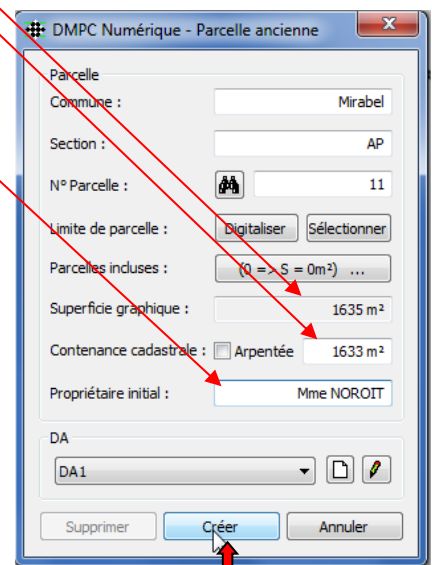 DMPC Numérique - Parcelle ancienne
Parcelle
Commune : Mirabel
Section : AP
N° Parcelle : 11
Limite de parcelle : Digitaliser Sélectionner
Parcelles incluses : (0 => S = 0m²) ...
Superficie graphique : 1635 m²
Contenance cadastrale : Arpentée 1633 m²
Propriétaire initial : Mme NOROIT
DA
DA1
Supprimer Créer Annuler